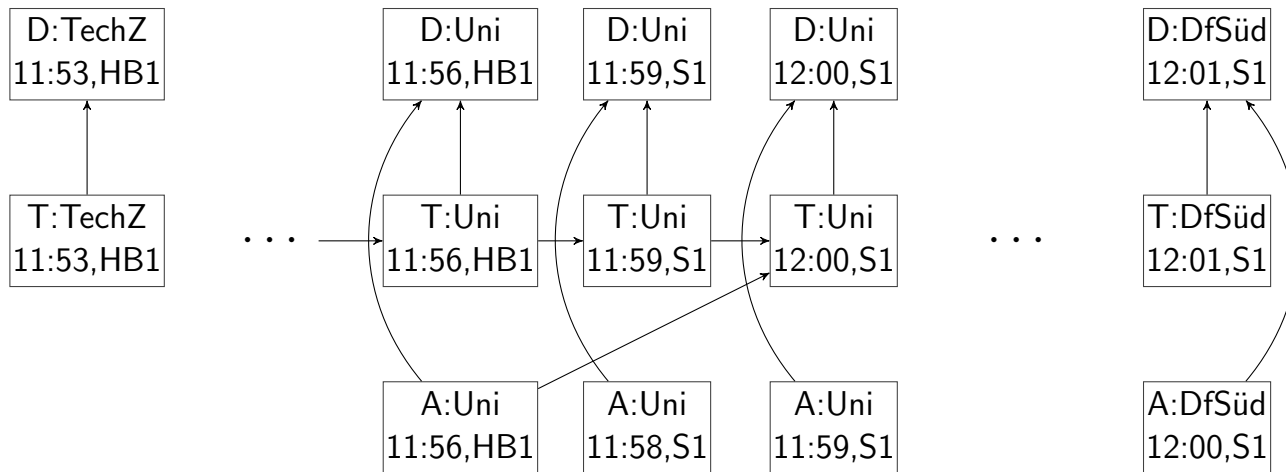 D:TechZ
11:53,HB1
D:Uni
11:56,HB1
D:Uni
11:59,S1
D:Uni
12:00,S1
D:DfSüd
12:01,S1
T:TechZ
11:53,HB1
. . .
T:Uni
11:56,HB1
T:Uni
11:59,S1
T:Uni
12:00,S1
. . .
T:DfSüd
12:01,S1
A:Uni
11:56,HB1
A:Uni
11:58,S1
A:Uni
11:59,S1
A:DfSüd
12:00,S1